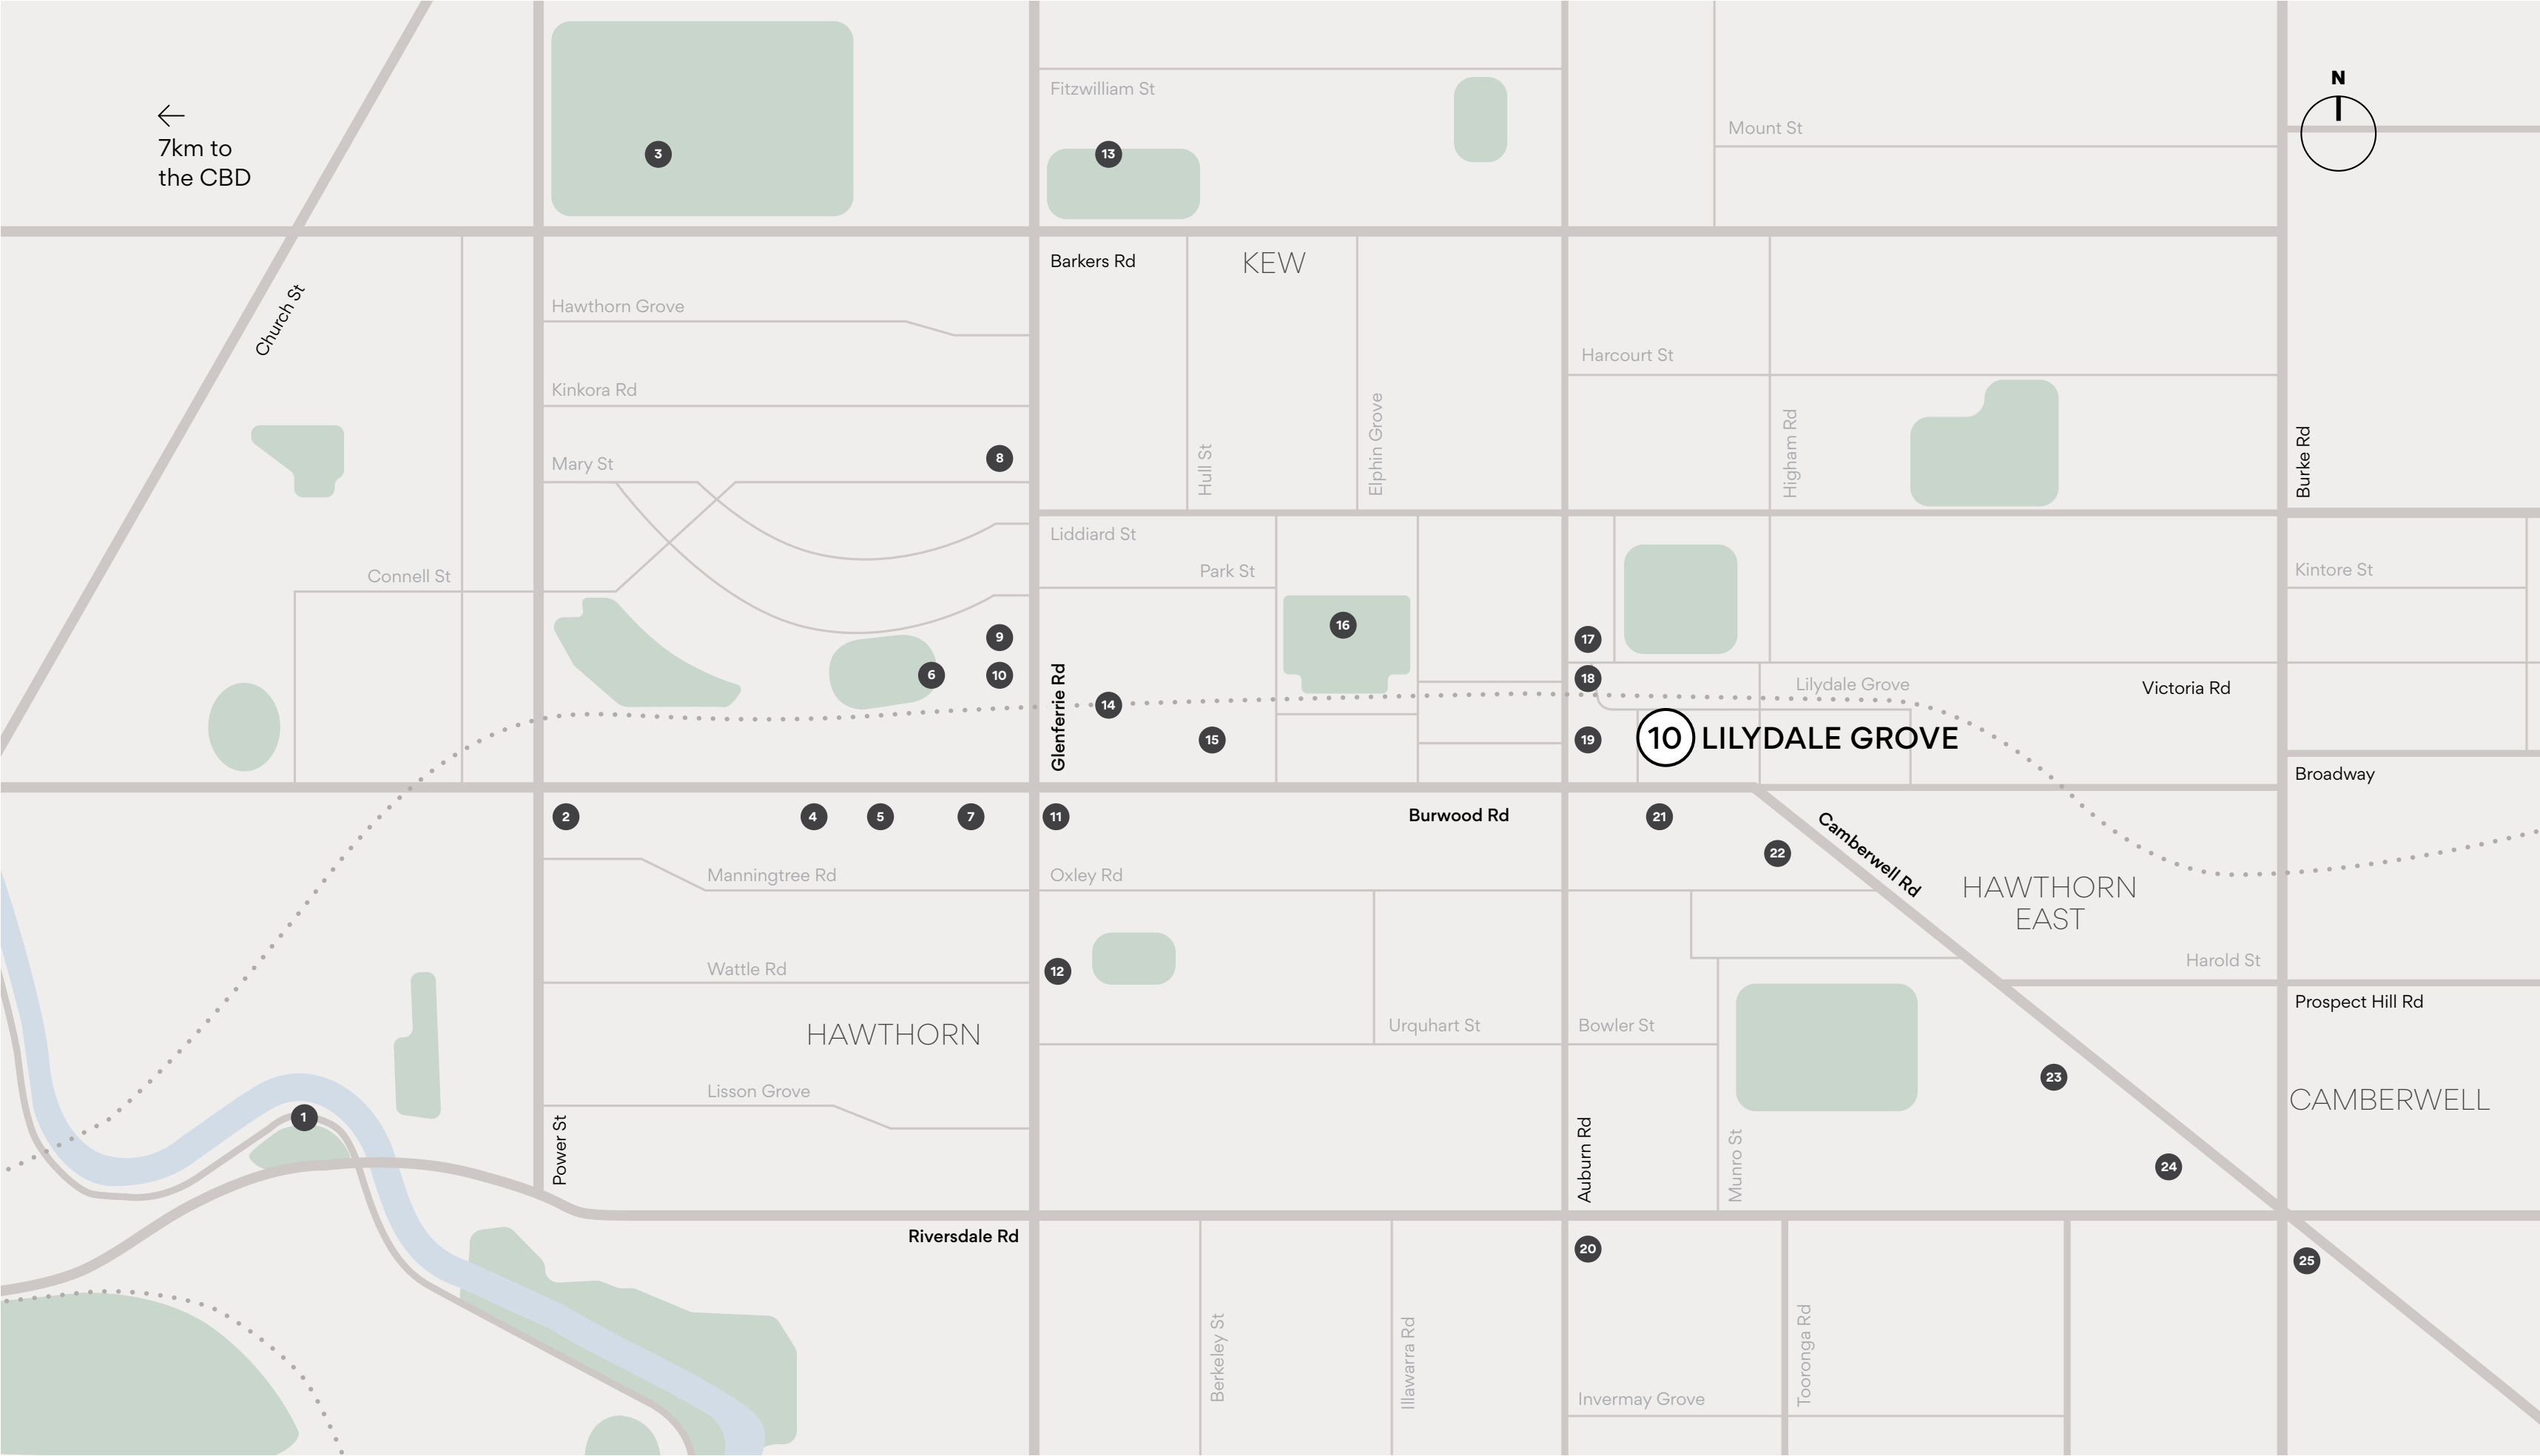 N
Fitzwilliam St
Mount St
7km to
the CBD
3
13
Barkers Rd
KEW
Church St
Hawthorn Grove
Harcourt St
Kinkora Rd
Hull St
Elphin Grove
Higham Rd
Burke Rd
Mary St
8
Liddiard St
Park St
Connell St
Kintore St
16
9
17
6
10
18
Lilydale Grove
Victoria Rd
Glenferrie Rd
14
15
19
10 LILYDALE GROVE
Broadway
2
4
5
7
11
Burwood Rd
21
Camberwell Rd
22
Manningtree Rd
Oxley Rd
HAWTHORN
EAST
Harold St
Wattle Rd
12
Prospect Hill Rd
HAWTHORN
Urquhart St
Bowler St
23
CAMBERWELL
Lisson Grove
1
Power St
Auburn Rd
Munro St
24
Riversdale Rd
20
25
Berkeley St
Illawarra Rd
Tooronga Rd
Invermay Grove